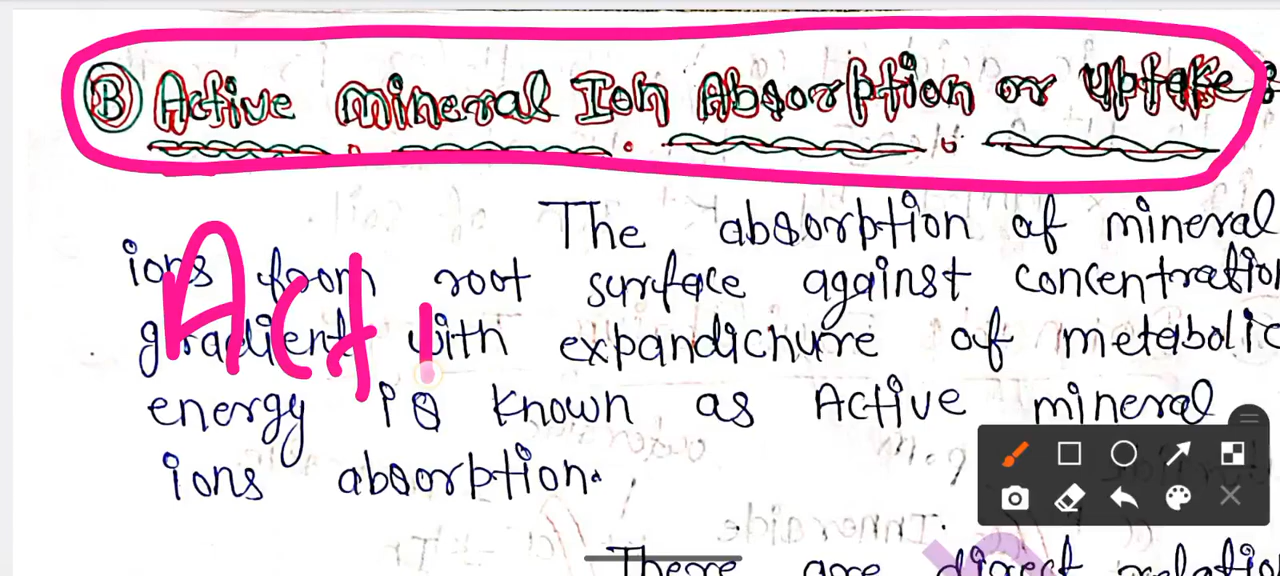 B Active mineral Ion Absorption or Uptake :
The absorption of mineral
ions from root surface against concentration
gradient with expandichure of metabolic
energy is known as Active mineral
ions absorption.
Act
There are direct